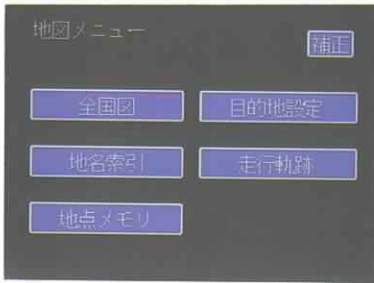 地図メニュー
補正
全国図 目的地設定
地名索引 走行軌跡
地点メモリ